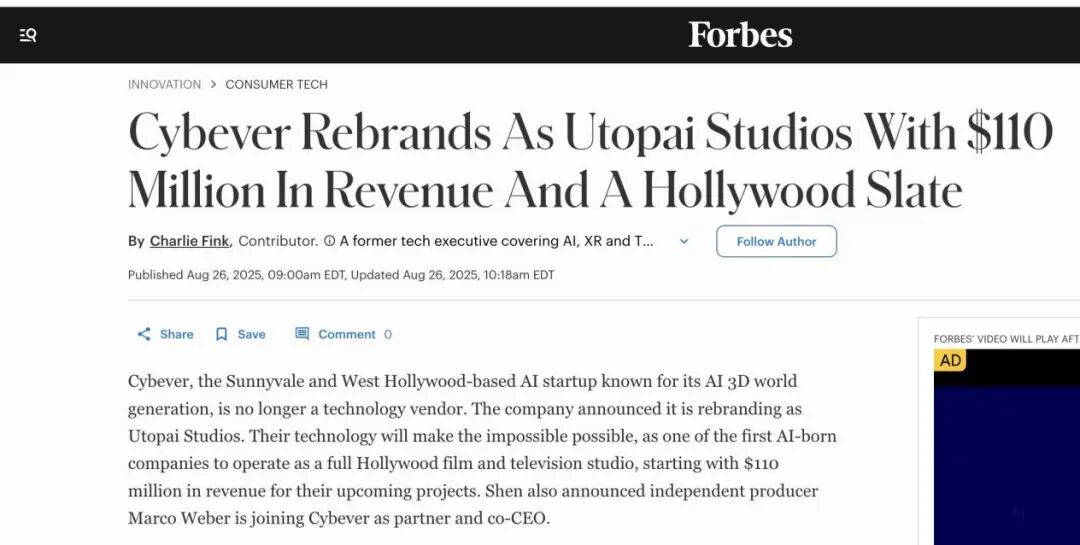 Forbes
INNOVATION > CONSUMER TECH
Cybever Rebrands As Utopai Studios With $110
Million In Revenue And A Hollywood Slate
By Charlie Fink, Contributor. ⓘ A former tech executive covering AI, XR and T...
Follow Author
Published Aug 26, 2025, 09:00am EDT, Updated Aug 26, 2025, 10:18am EDT
Share Save Comment 0
FORBES' VIDEO WILL PLAY AFT
AD
Cybever, the Sunnyvale and West Hollywood-based AI startup known for its AI 3D world
generation, is no longer a technology vendor. The company announced it is rebranding as
Utopai Studios. Their technology will make the impossible possible, as one of the first AI-born
companies to operate as a full Hollywood film and television studio, starting with $110
million in revenue for their upcoming projects. Shen also announced independent producer
Marco Weber is joining Cybever as partner and co-CEO.